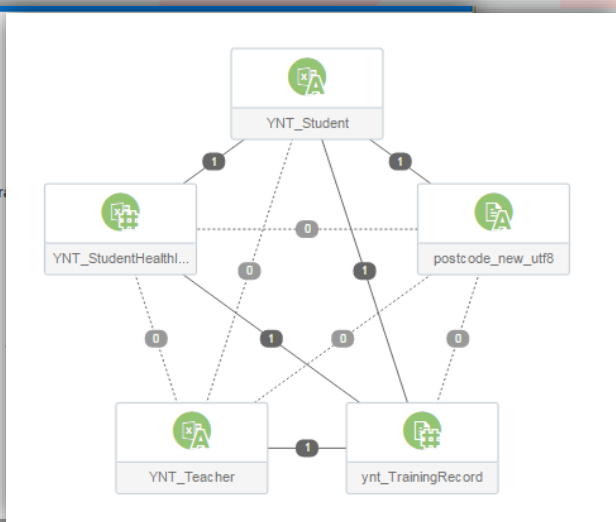 YNT_Student
1
1
YNT_StudentHealthI...
0
postcode_new_utf8
0
1
0
1
0
0
YNT_Teacher
1
ynt_TrainingRecord